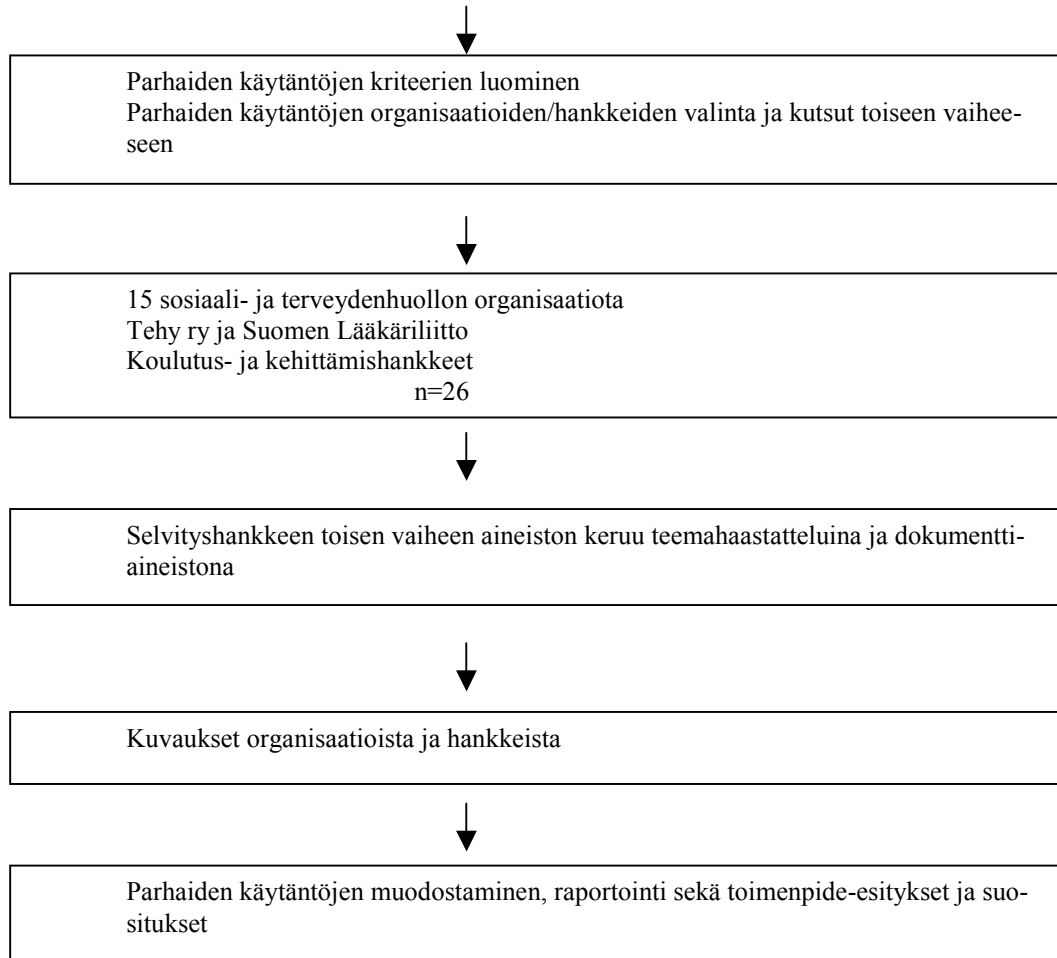 Parhaiden käytäntöjen kriteerien luominen
Parhaiden käytäntöjen organisaatioiden/hankkeiden valinta ja kutsut toiseen vaihee-
seen
15 sosiaali- ja terveydenhuollon organisaatiota
Tehy ry ja Suomen Lääkäriliitto
Koulutus- ja kehittämishankkeet
n=26
Selvityshankkeen toisen vaiheen aineiston keruu teemahaastatteluina ja dokumentti-
aineistona
Kuvaukset organisaatioista ja hankkeista
Parhaiden käytäntöjen muodostaminen, raportointi sekä toimenpide-esitykset ja suo-
situkset